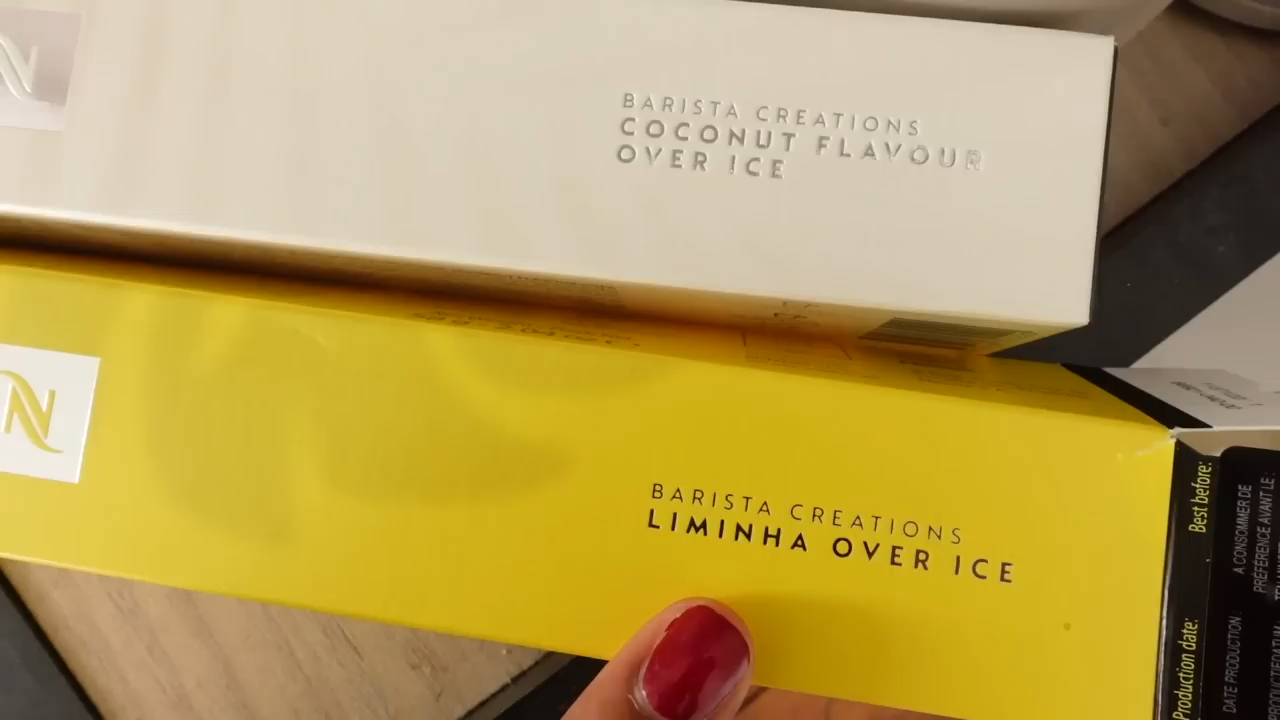 N
BARISTA CREATIONS
COCONUT FLAVOUR
OVER ICE
N
BARISTA CREATIONS
LIMINHA OVER ICE
Best before:
A CONSOMMER DE
PRÉFÉRENCE AVANT LE :
Production date:
DATE PRODUCTION :